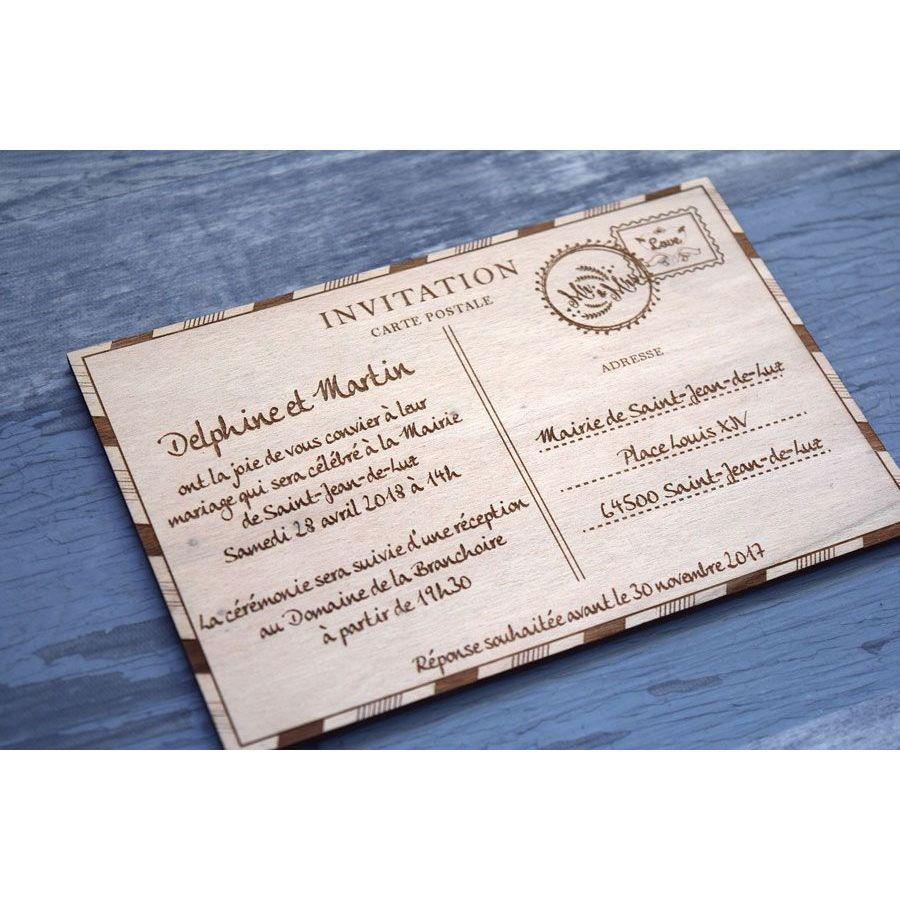 INVITATION
CARTE POSTALE
Delphine et Martin
ont la joie de vous convier à leur
mariage qui sera célébré à la Mairie
de Saint-Jean-de-Luz
Samedi 28 avril 2018 à 14h
La cérémonie sera suivie d'une réception
au Domaine de la Branchoire
à partir de 19h30
Mr & Mrs
Love
ADRESSE
Mairie de Saint-Jean-de-Luz
Place Louis XIV
64500 Saint-Jean-de-Luz
Réponse souhaitée avant le 30 novembre 2017